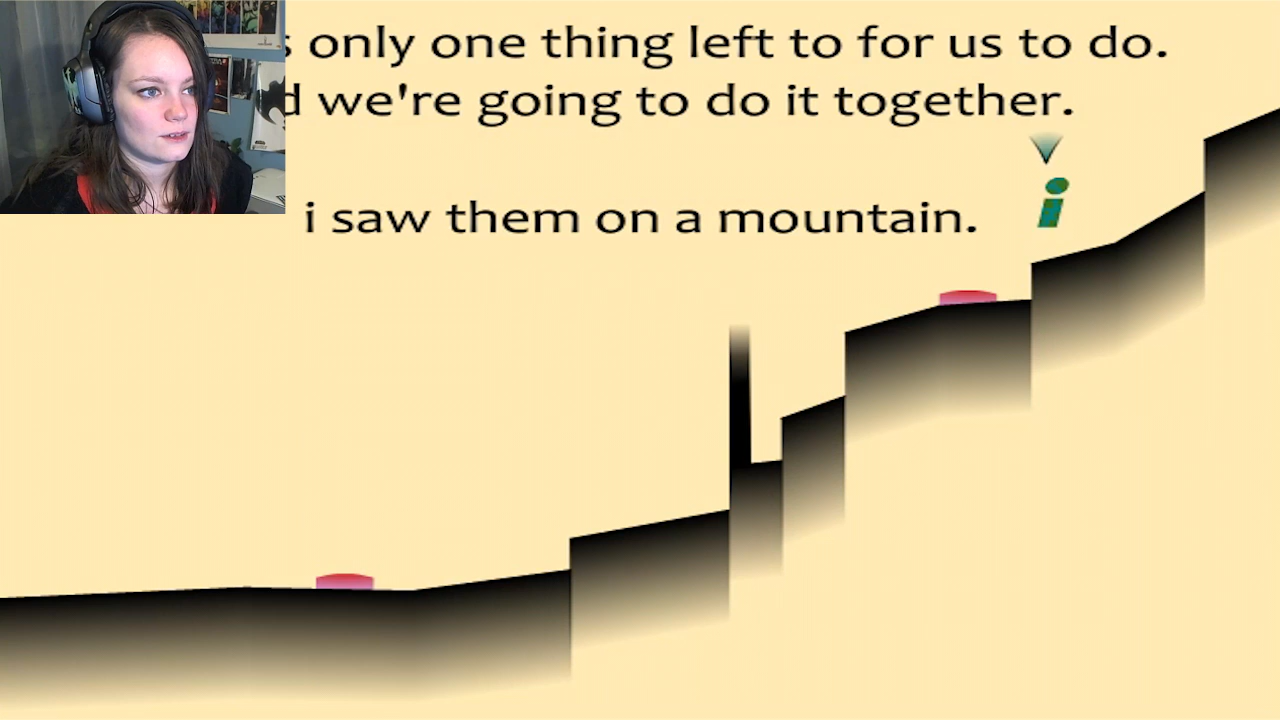 only one thing left to for us to do.
we're going to do it together.
i saw them on a mountain.
i